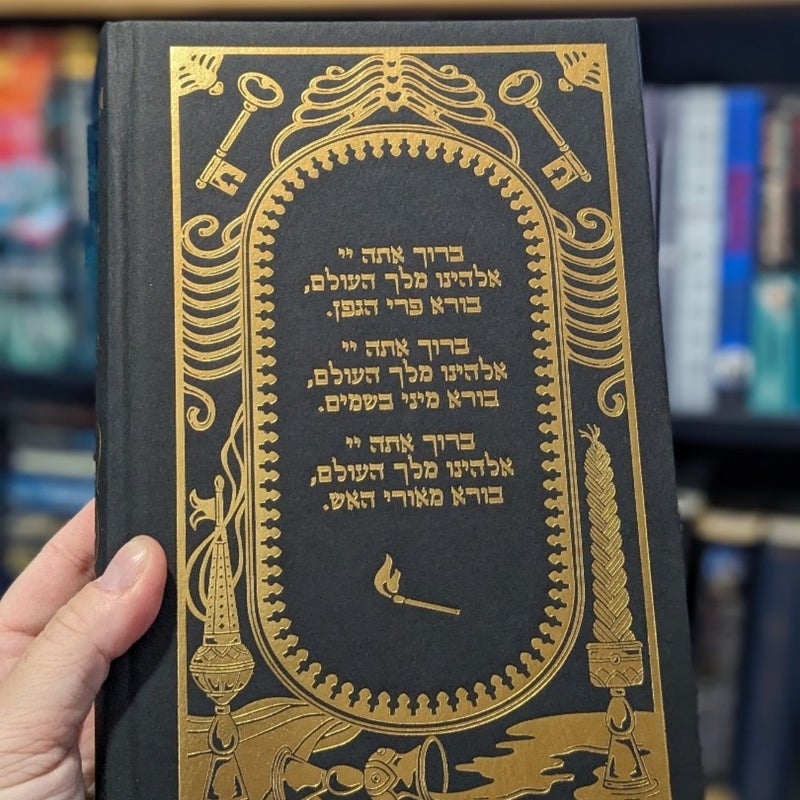 ברוך אתה יי
אלהינו מלך העולם,
בורא פרי הגפן.
ברוך אתה יי
אלהינו מלך העולם,
בורא מיני בשמים.
ברוך אתה יי
אלהינו מלך העולם,
בורא מאורי האש.